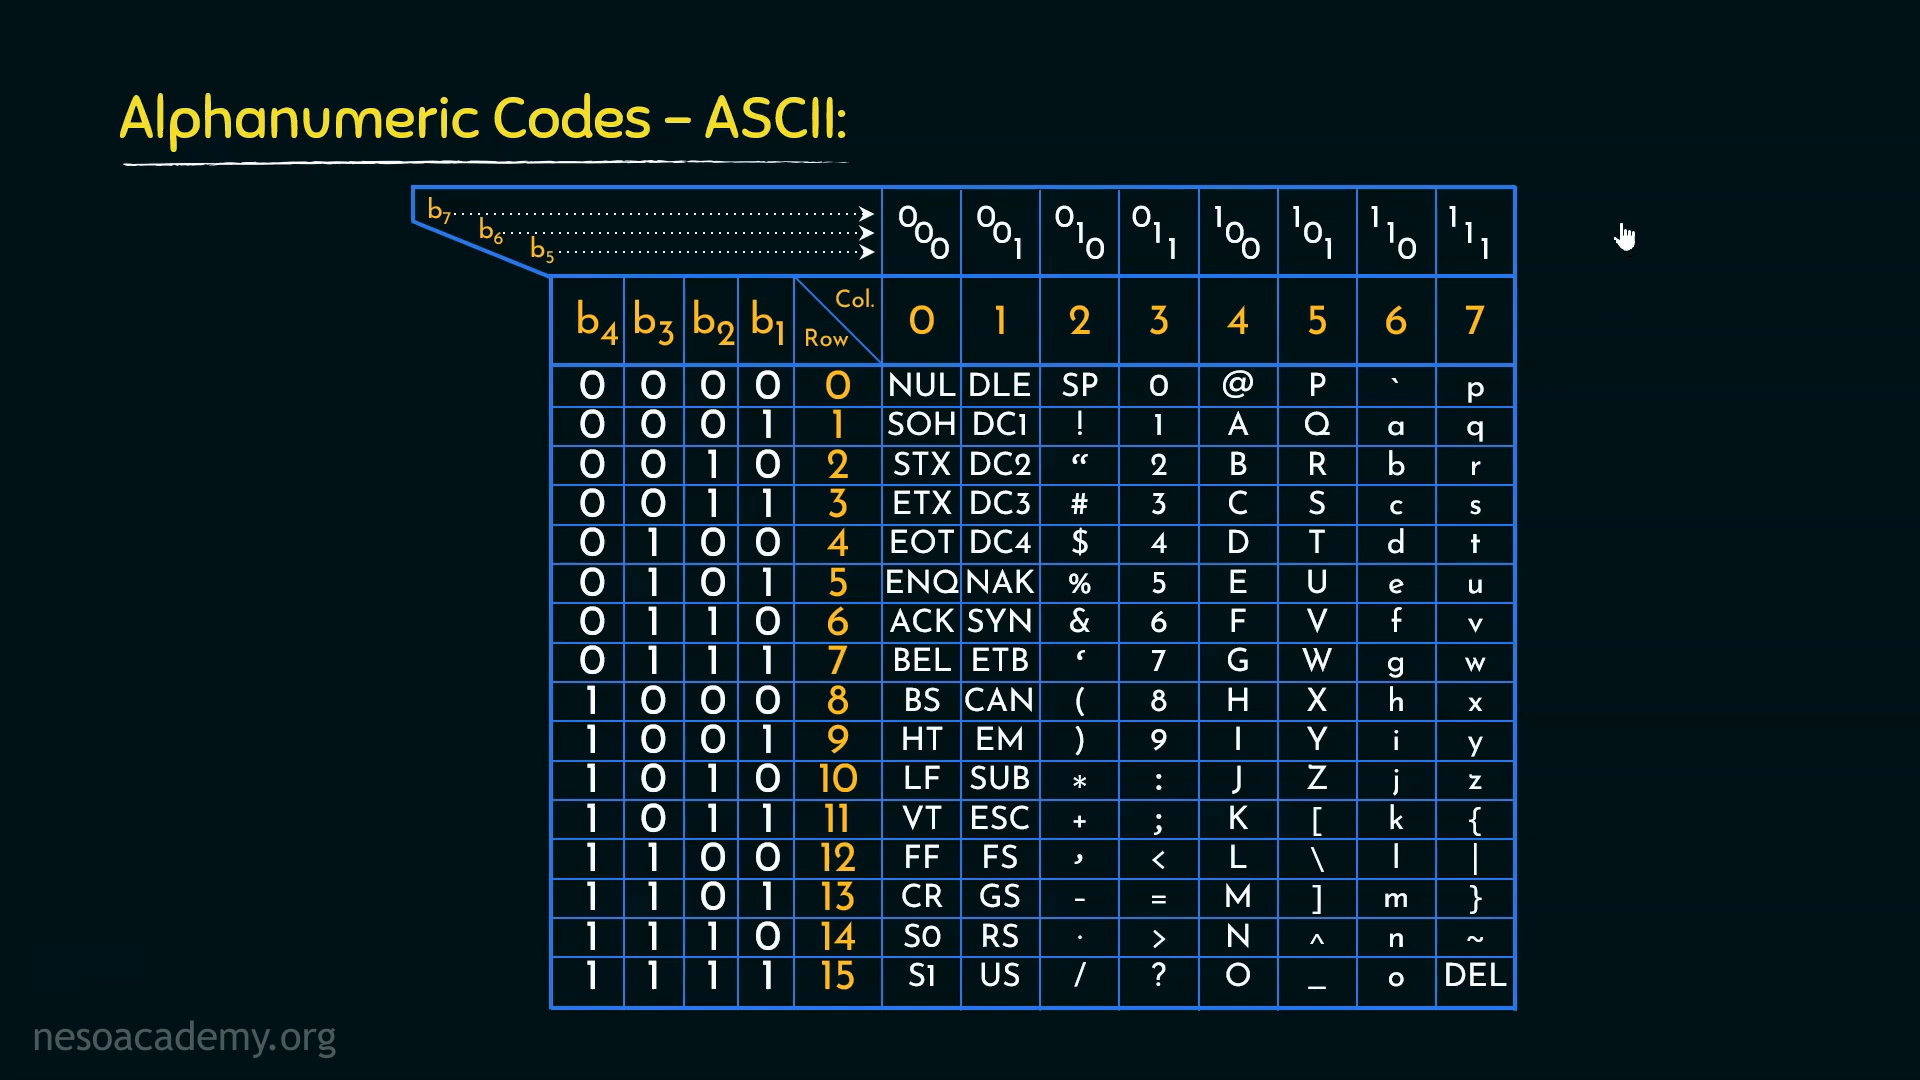 Alphanumeric Codes – ASCII:
b7 0 0 0 0 1 1 1 1
b6 0 0 1 1 0 0 1 1
b5 0 1 0 1 0 1 0 1
b4 b3 b2 b1 Row Col. 0 1 2 3 4 5 6 7
0 0 0 0 0 NUL DLE SP 0 @ P ` p
0 0 0 1 1 SOH DC1 ! 1 A Q a q
0 0 1 0 2 STX DC2 “ 2 B R b r
0 0 1 1 3 ETX DC3 # 3 C S c s
0 1 0 0 4 EOT DC4 $ 4 D T d t
0 1 0 1 5 ENQ NAK % 5 E U e u
0 1 1 0 6 ACK SYN & 6 F V f v
0 1 1 1 7 BEL ETB ‘ 7 G W g w
1 0 0 0 8 BS CAN ( 8 H X h x
1 0 0 1 9 HT EM ) 9 I Y i y
1 0 1 0 10 LF SUB * : J Z j z
1 0 1 1 11 VT ESC + ; K [ k {
1 1 0 0 12 FF FS , < L \ l |
1 1 0 1 13 CR GS - = M ] m }
1 1 1 0 14 S0 RS . > N ^ n ~
1 1 1 1 15 S1 US / ? O _ o DEL
nesoacademy.org